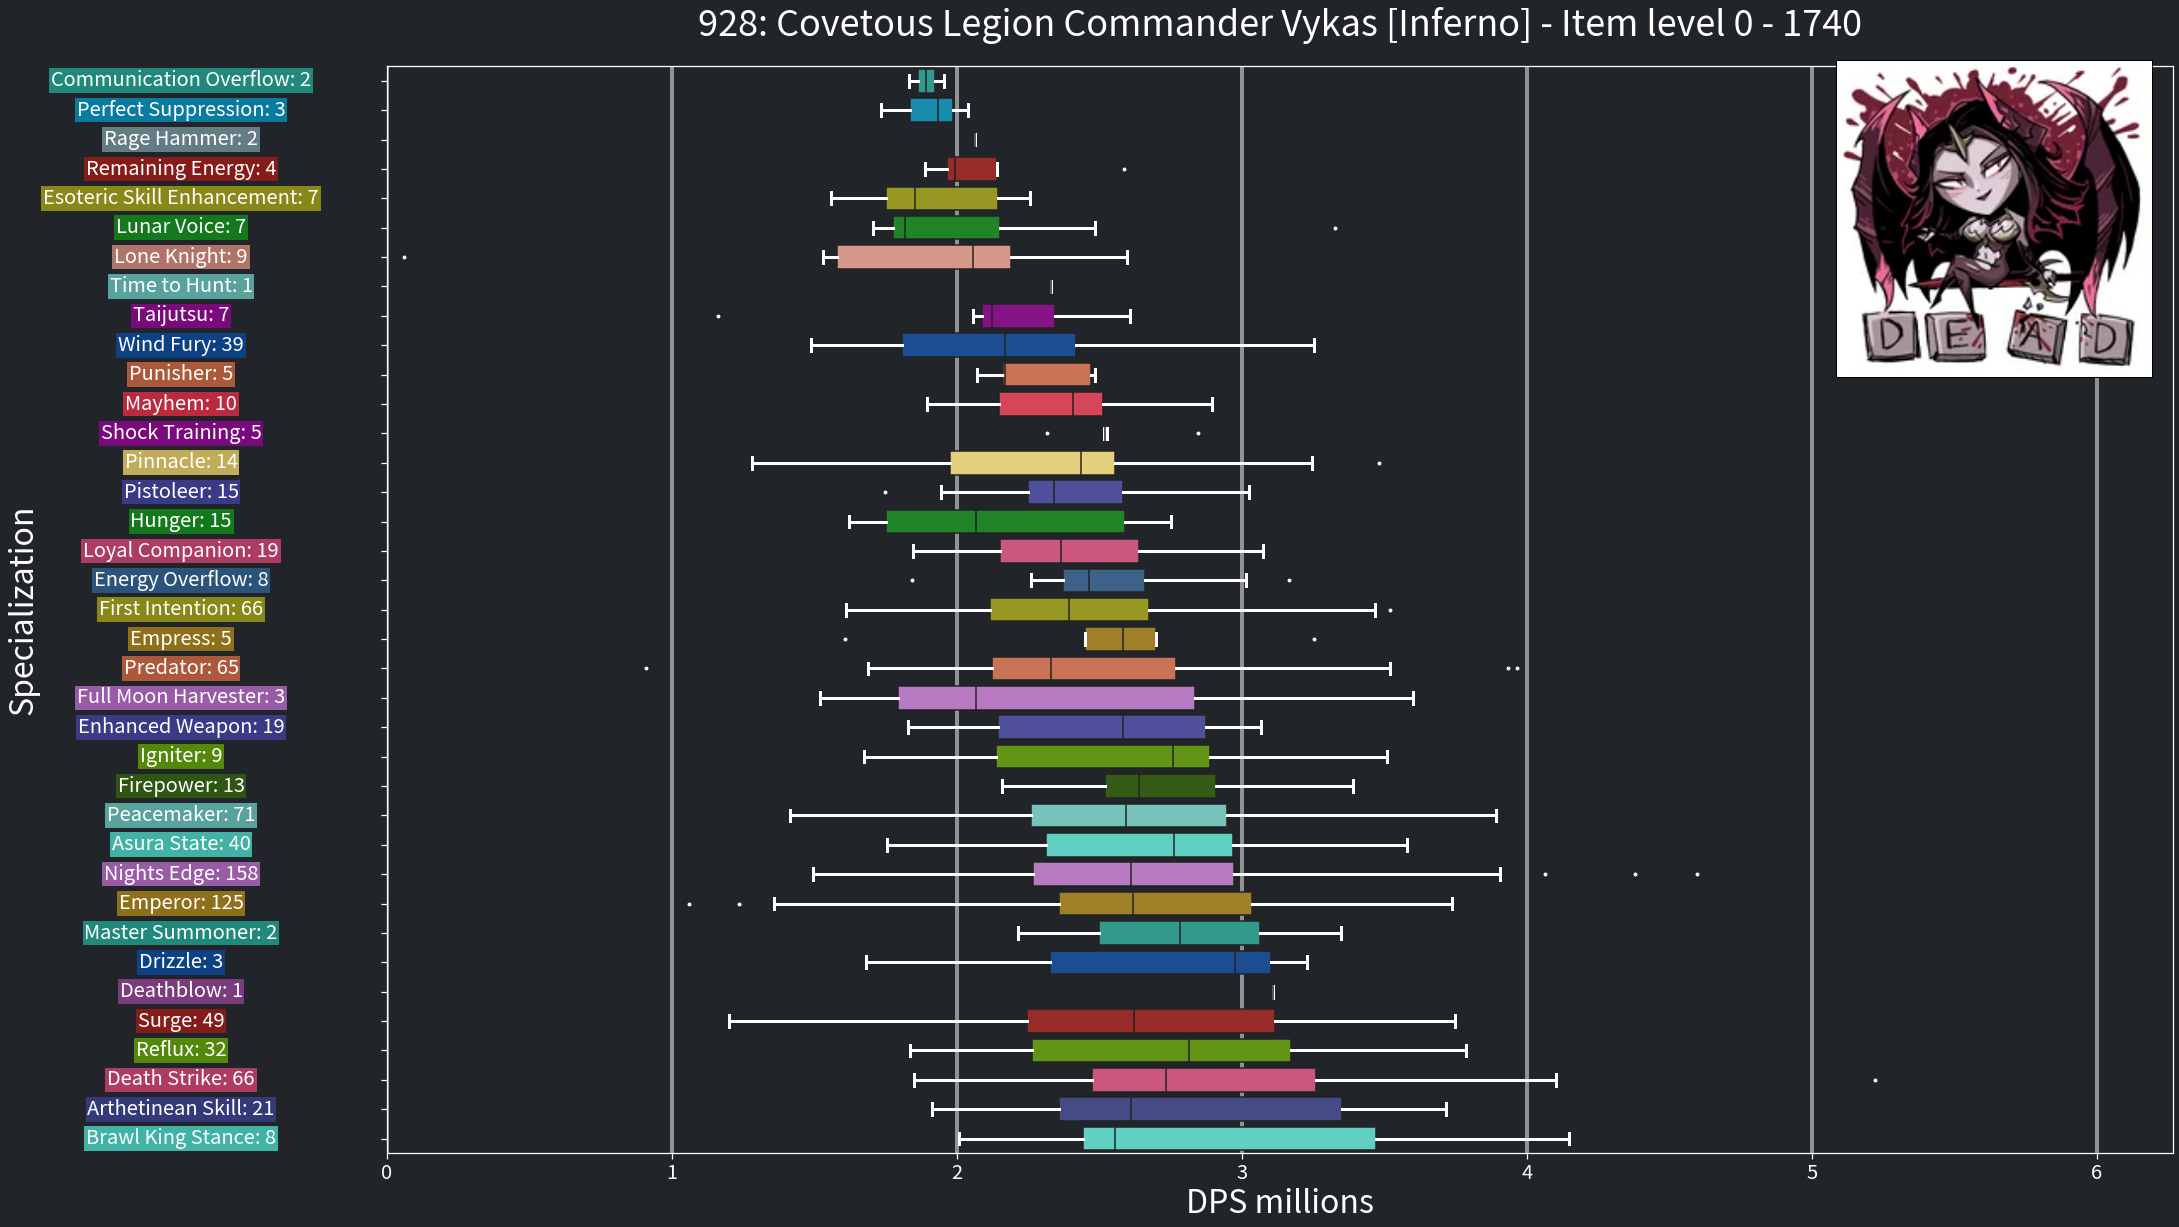 928: Covetous Legion Commander Vykas [Inferno] - Item level 0 - 1740
Communication Overflow: 2
Perfect Suppression: 3
Rage Hammer: 2
Remaining Energy: 4
Esoteric Skill Enhancement: 7
Lunar Voice: 7
Lone Knight: 9
Time to Hunt: 1
Taijutsu: 7
Wind Fury: 39
Punisher: 5
Mayhem: 10
Shock Training: 5
Pinnacle: 14
Pistoleer: 15
Hunger: 15
Loyal Companion: 19
Energy Overflow: 8
First Intention: 66
Empress: 5
Predator: 65
Full Moon Harvester: 3
Enhanced Weapon: 19
Igniter: 9
Firepower: 13
Peacemaker: 71
Asura State: 40
Nights Edge: 158
Emperor: 125
Master Summoner: 2
Drizzle: 3
Deathblow: 1
Surge: 49
Reflux: 32
Death Strike: 66
Arthetinean Skill: 21
Brawl King Stance: 8
Specialization
0 1 2 3 4 5 6
DPS millions
DEAD